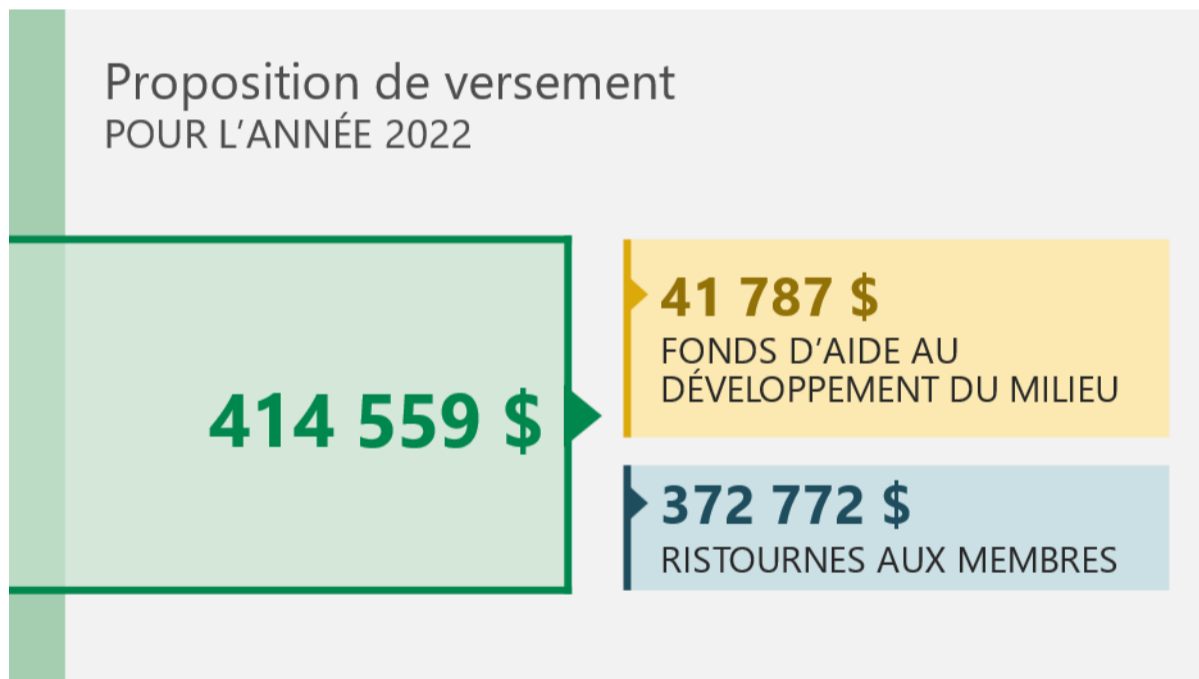 Proposition de versement
POUR L’ANNÉE 2022
414 559 $
41 787 $
FONDS D’AIDE AU
DÉVELOPPEMENT DU MILIEU
372 772 $
RISTOURNES AUX MEMBRES